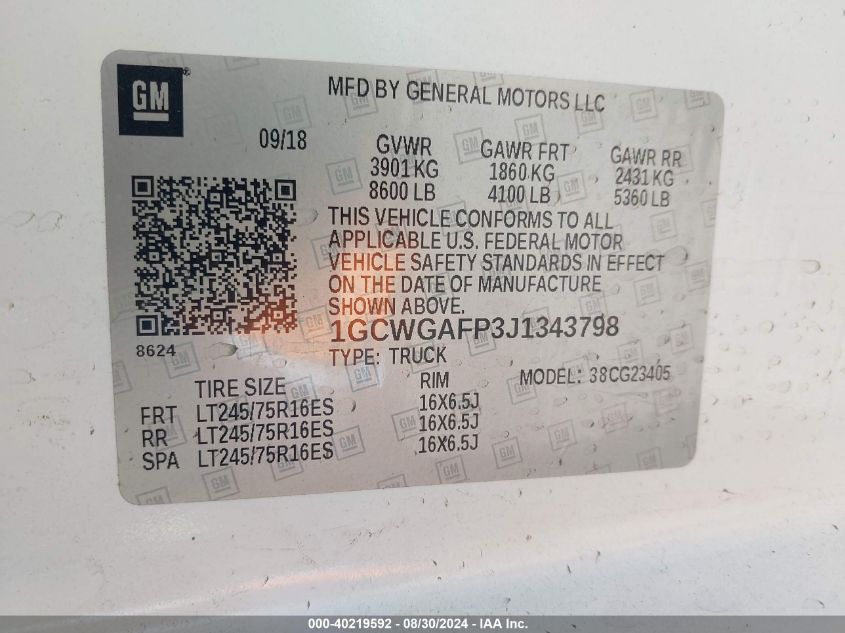 GM ®
MFD BY GENERAL MOTORS LLC
09/18
GVWR GAWR FRT GAWR RR
3901 KG 1860 KG 2431 KG
8600 LB 4100 LB 5360 LB
THIS VEHICLE CONFORMS TO ALL
APPLICABLE U.S. FEDERAL MOTOR
VEHICLE SAFETY STANDARDS IN EFFECT
ON THE DATE OF MANUFACTURE
SHOWN ABOVE.
1GCWGAFP3J1343798
8624
TYPE: TRUCK
MODEL: 38CG23405
TIRE SIZE RIM
FRT LT245/75R16ES 16X6.5J
RR LT245/75R16ES 16X6.5J
SPA LT245/75R16ES 16X6.5J
000-40219592 - 08/30/2024 - IAA Inc.